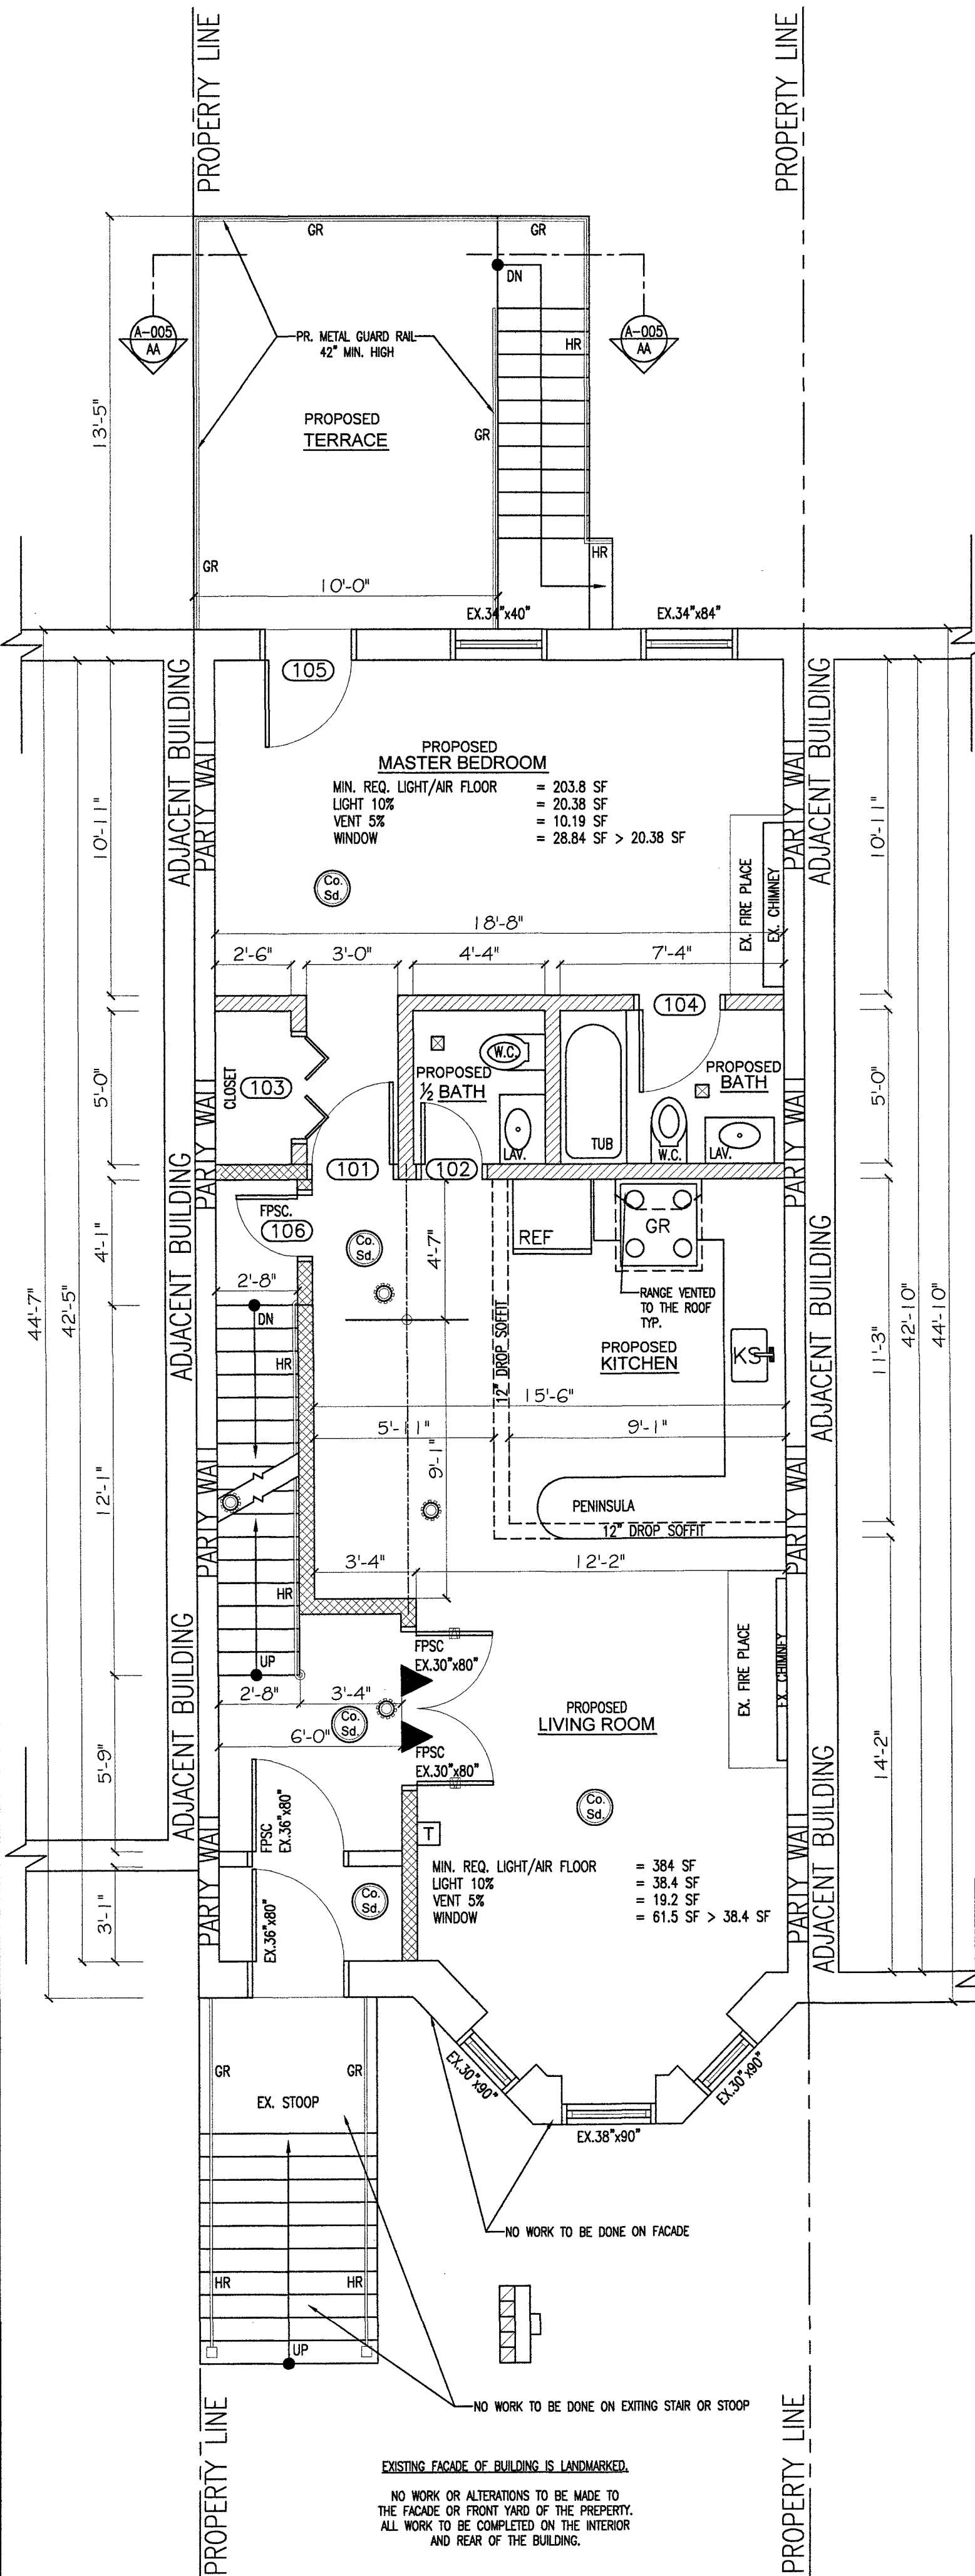 PROPERTY LINE
PROPERTY LINE
GR
GR
DN
A-005
AA
A-005
AA
PR. METAL GUARD RAIL
42" MIN. HIGH
HR
13'-5"
PROPOSED
TERRACE
GR
GR
HR
10'-0"
EX.34"x40"
EX.34"x84"
105
ADJACENT BUILDING
PARTY WALL
PARTY WALL
ADJACENT BUILDING
PROPOSED
MASTER BEDROOM
MIN. REQ. LIGHT/AIR FLOOR = 203.8 SF
LIGHT 10% = 20.38 SF
VENT 5% = 10.19 SF
WINDOW = 28.84 SF > 20.38 SF
10'-11"
10'-11"
Co.
Sd.
EX. FIRE PLACE
EX. CHIMNEY
18'-8"
2'-6"
3'-0"
4'-4"
7'-4"
104
5'-0"
CLOSET
103
PROPOSED
1/2 BATH
W.C.
LAV.
TUB
W.C.
LAV.
PROPOSED
BATH
5'-0"
PARTY WALL
PARTY WALL
101
102
ADJACENT BUILDING
ADJACENT BUILDING
4'-1"
FPSC.
106
Co.
Sd.
4'-7"
REF
GR
2'-8"
DN
HR
RANGE VENTED
TO THE ROOF
TYP.
44'-7"
42'-5"
12" DROP SOFFIT
PROPOSED
KITCHEN
KS
11'-3"
42'-10"
44'-10"
15'-6"
5'-11"
9'-1"
9'-1"
12'-1"
PARTY WALL
PARTY WALL
PENINSULA
12" DROP SOFFIT
3'-4"
12'-2"
HR
UP
ADJACENT BUILDING
FPSC
EX.30"x80"
EX. FIRE PLACE
EX. CHIMNEY
2'-8"
3'-4"
Co.
Sd.
6'-0"
PROPOSED
LIVING ROOM
FPSC
EX.30"x80"
5'-9"
14'-2"
ADJACENT BUILDING
FPSC
EX.36"x80"
Co.
Sd.
T
PARTY WALL
PARTY WALL
MIN. REQ. LIGHT/AIR FLOOR = 384 SF
LIGHT 10% = 38.4 SF
VENT 5% = 19.2 SF
WINDOW = 61.5 SF > 38.4 SF
3'-1"
EX.36"x80"
Co.
Sd.
GR
GR
EX. STOOP
EX.30"x90"
EX.30"x90"
EX.38"x90"
NO WORK TO BE DONE ON FACADE
HR
HR
UP
NO WORK TO BE DONE ON EXITING STAIR OR STOOP
PROPERTY LINE
PROPERTY LINE
EXISTING FACADE OF BUILDING IS LANDMARKED.
NO WORK OR ALTERATIONS TO BE MADE TO
THE FACADE OR FRONT YARD OF THE PREPERTY.
ALL WORK TO BE COMPLETED ON THE INTERIOR
AND REAR OF THE BUILDING.